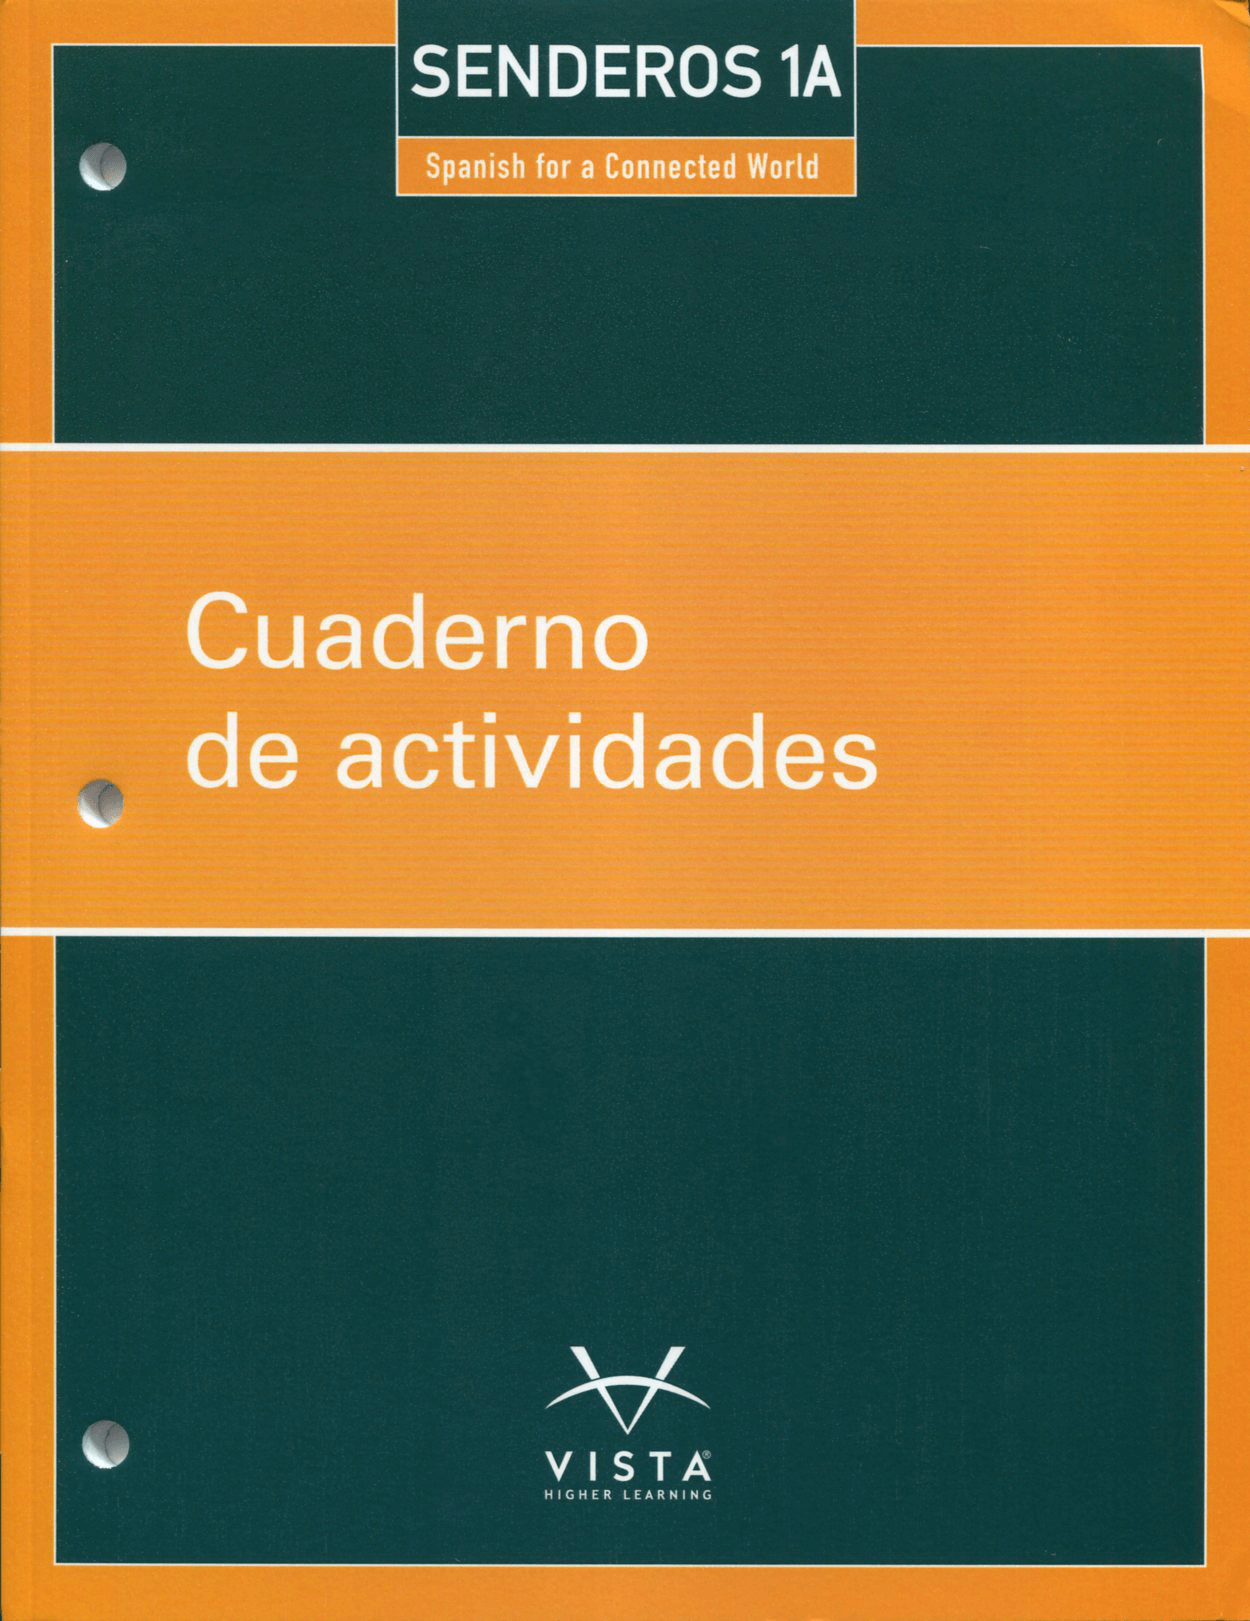 SENDEROS 1A
Spanish for a Connected World
Cuaderno
de actividades
VISTA®
HIGHER LEARNING